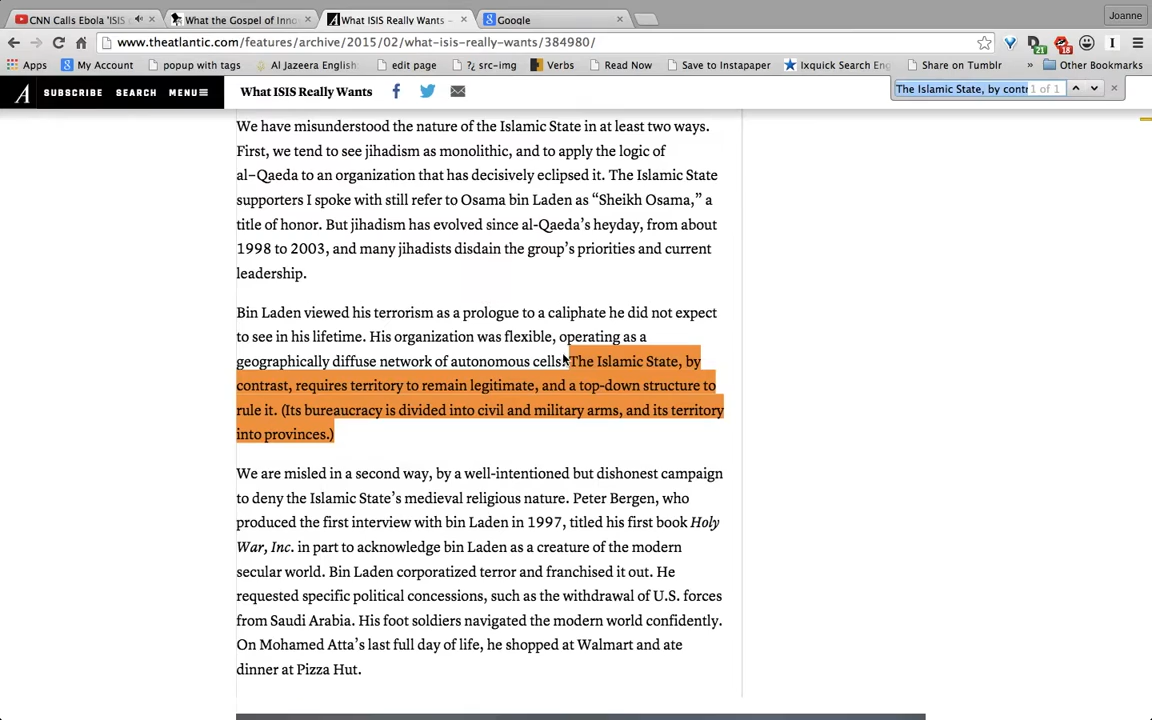 CNN Calls Ebola 'ISIS
What the Gospel of Inno
What ISIS Really Wants –
Google
Joanne
www.theatlantic.com/features/archive/2015/02/what-isis-really-wants/384980/
21
18
Apps
My Account
popup with tags
Al Jazeera English:
edit page
?¿ src-img
Verbs
Read Now
Save to Instapaper
Ixquick Search Eng
Share on Tumblr
»
Other Bookmarks
A SUBSCRIBE SEARCH MENU
What ISIS Really Wants
The Islamic State, by contr 1 of 1
We have misunderstood the nature of the Islamic State in at least two ways.
First, we tend to see jihadism as monolithic, and to apply the logic of
al–Qaeda to an organization that has decisively eclipsed it. The Islamic State
supporters I spoke with still refer to Osama bin Laden as “Sheikh Osama,” a
title of honor. But jihadism has evolved since al-Qaeda’s heyday, from about
1998 to 2003, and many jihadists disdain the group’s priorities and current
leadership.
Bin Laden viewed his terrorism as a prologue to a caliphate he did not expect
to see in his lifetime. His organization was flexible, operating as a
geographically diffuse network of autonomous cells. The Islamic State, by
contrast, requires territory to remain legitimate, and a top-down structure to
rule it. (Its bureaucracy is divided into civil and military arms, and its territory
into provinces.)
We are misled in a second way, by a well-intentioned but dishonest campaign
to deny the Islamic State’s medieval religious nature. Peter Bergen, who
produced the first interview with bin Laden in 1997, titled his first book Holy
War, Inc. in part to acknowledge bin Laden as a creature of the modern
secular world. Bin Laden corporatized terror and franchised it out. He
requested specific political concessions, such as the withdrawal of U.S. forces
from Saudi Arabia. His foot soldiers navigated the modern world confidently.
On Mohamed Atta’s last full day of life, he shopped at Walmart and ate
dinner at Pizza Hut.